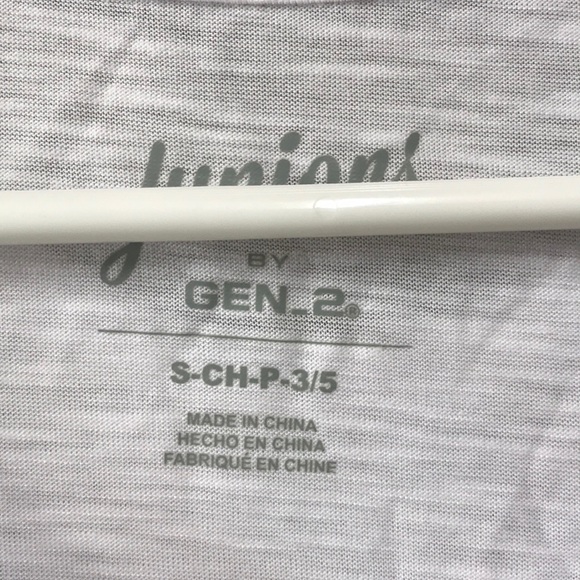 Juniors
BY
GEN_2®
S-CH-P-3/5
MADE IN CHINA
HECHO EN CHINA
FABRIQUÉ EN CHINE